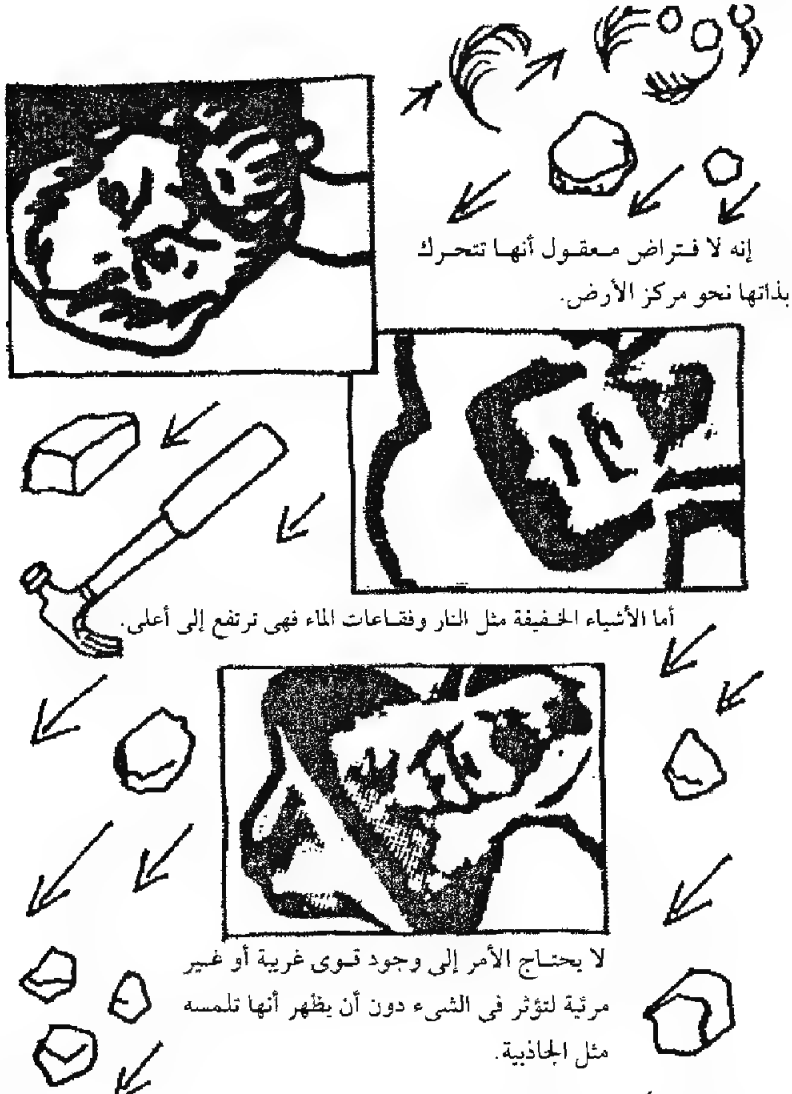 إنه لا فتراض معقول أنها تتحرك
بذاتها نحو مركز الأرض.
أما الأشياء الخفيفة مثل النار وفقاعات الماء فهى ترتفع إلى أعلى.
لا يحتاج الأمر إلى وجود قوى غريبة أو غير
مرئية لتؤثر في الشىء دون أن يظهر أنها تلمسه
مثل الجاذبية.